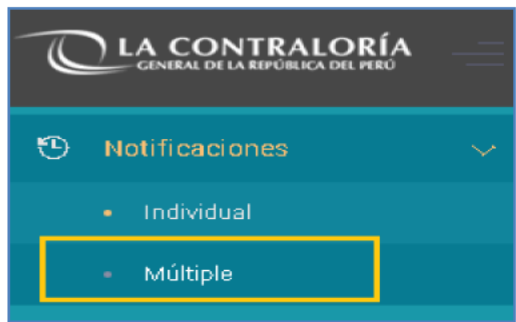 LA CONTRALORÍA
GENERAL DE LA REPÚBLICA DEL PERÚ
Notificaciones
Individual
Múltiple